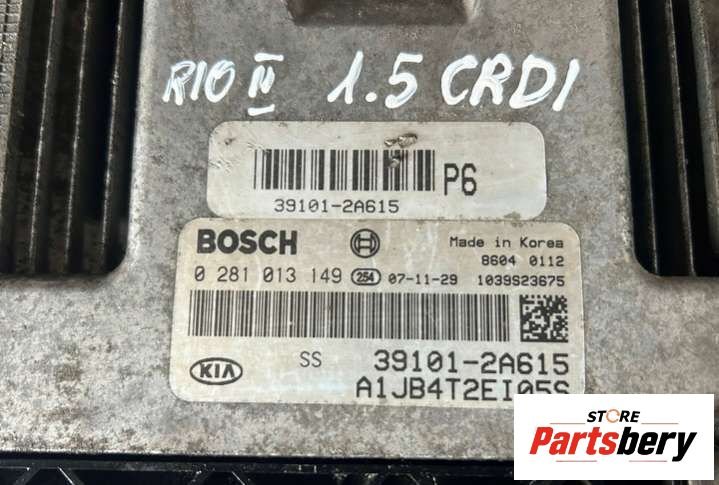 RIO II 1.5 CRDI
P6
39101-2A615
BOSCH Made in Korea
8604 0112
0 281 013 149 254 07-11-29 1039S23675
KIA SS 39101-2A615
A1JB4T2EI05S
STORE
Partsbery